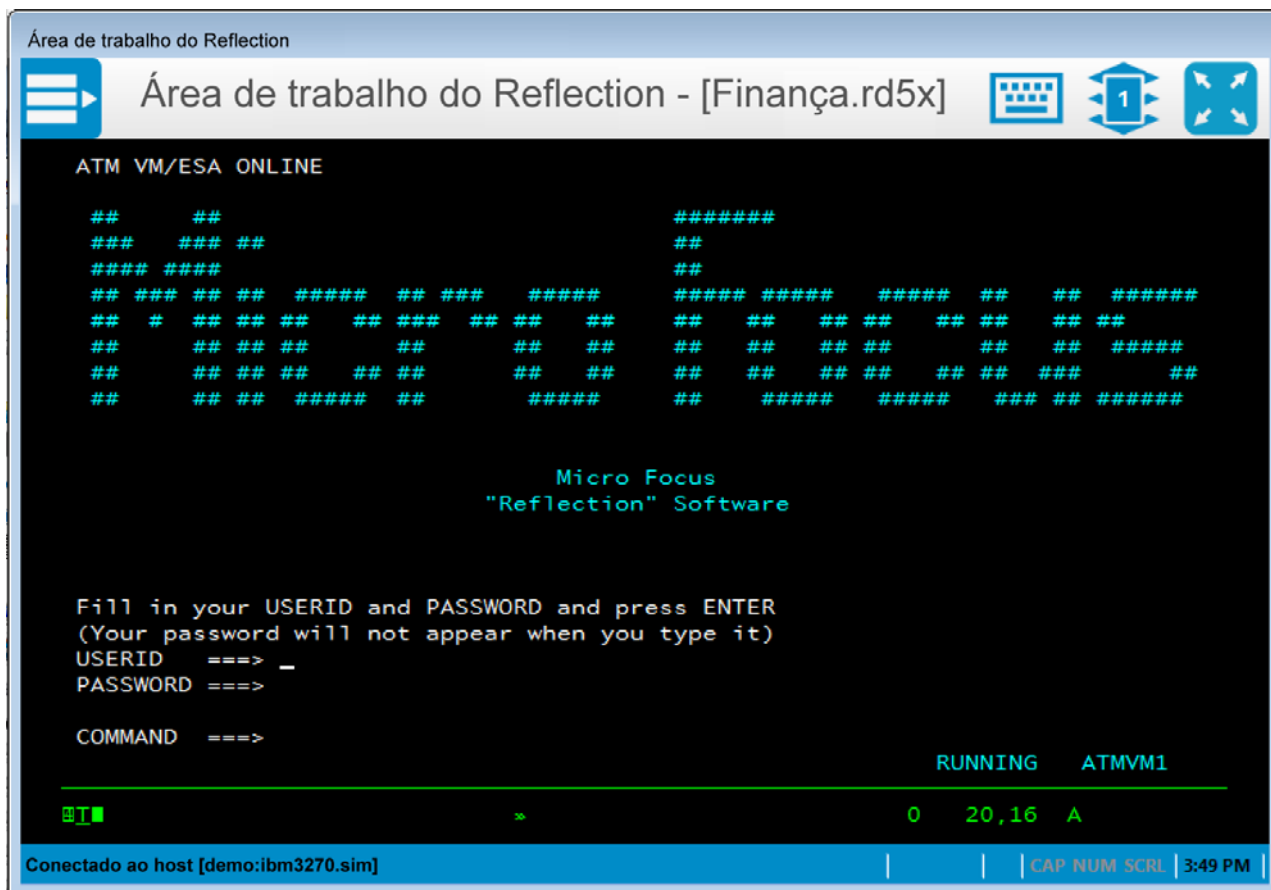 Área de trabalho do Reflection
Área de trabalho do Reflection - [Finança.rd5x]
1
ATM VM/ESA ONLINE
Micro Focus
Micro Focus
"Reflection" Software
Fill in your USERID and PASSWORD and press ENTER
(Your password will not appear when you type it)
USERID ===> _
PASSWORD ===>
COMMAND ===>
RUNNING ATMVM1
T
»
0 20,16 A
Conectado ao host [demo:ibm3270.sim]
CAP NUM SCRL 3:49 PM